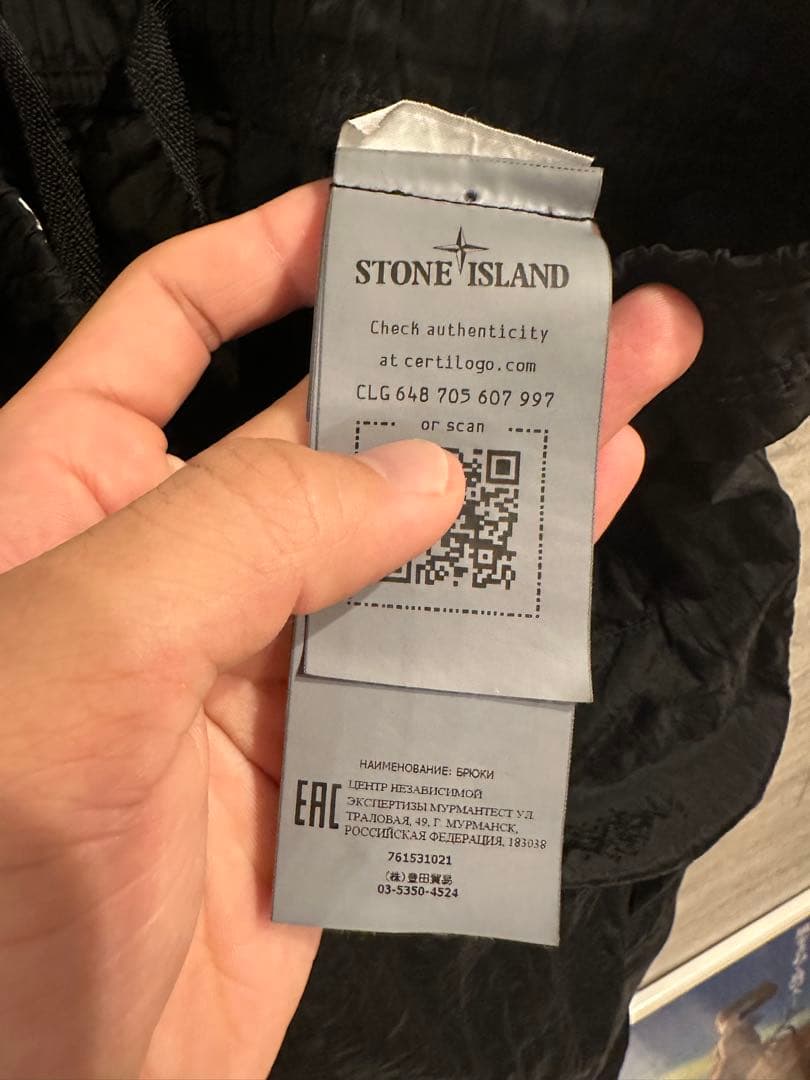 STONE ISLAND
Check authenticity
at certilogo.com
CLG 648 705 607 997
or scan
НАИМЕНОВАНИЕ: БРЮКИ
EAC
ЦЕНТР НЕЗАВИСИМОЙ
ЭКСПЕРТИЗЫ МУРМАНТЕСТ УЛ.
ТРАЛОВАЯ, 49, Г. МУРМАНСК,
РОССИЙСКАЯ ФЕДЕРАЦИЯ, 183038
761531021
(株)豊田貿易
03-5350-4524